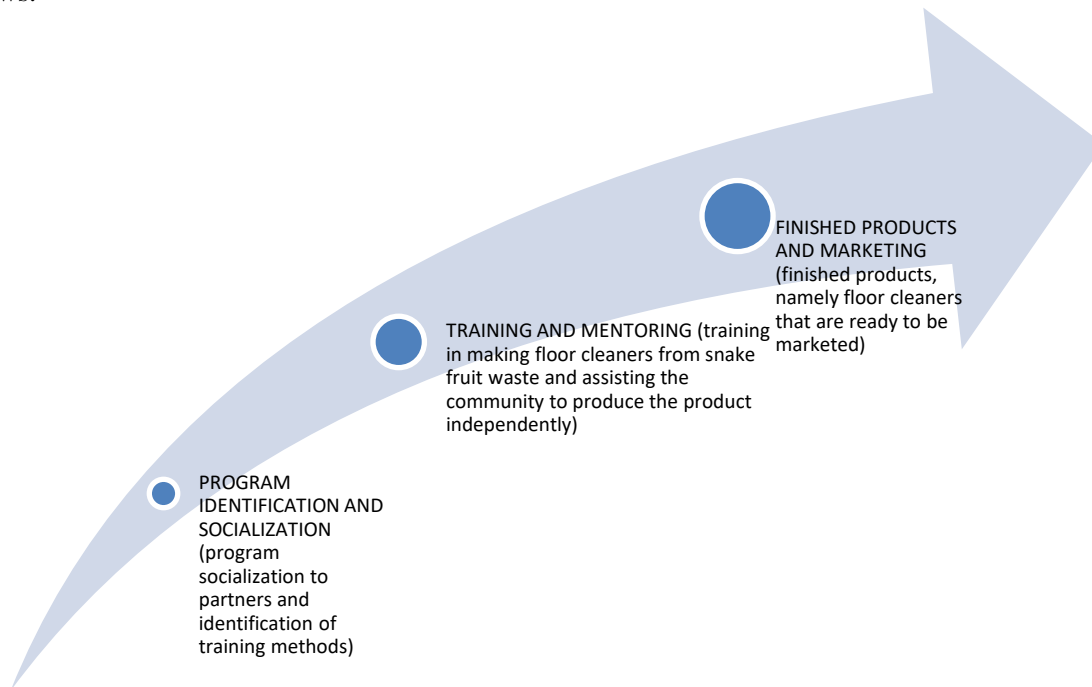 PROGRAM
IDENTIFICATION AND
SOCIALIZATION
(program
socialization to
partners and
identification of
training methods)
TRAINING AND MENTORING (training
in making floor cleaners from snake
fruit waste and assisting the
community to produce the product
independently)
FINISHED PRODUCTS
AND MARKETING
(finished products,
namely floor cleaners
that are ready to be
marketed)